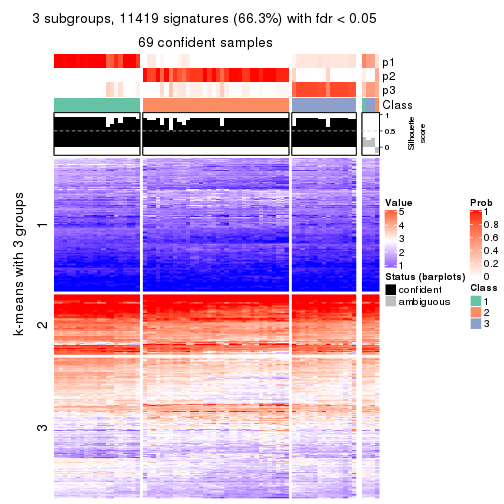 3 subgroups, 11419 signatures (66.3%) with fdr < 0.05
69 confident samples
p1
p2
p3
Class
1
0.5
0
Silhouette
score
k-means with 3 groups
1
2
3
Value
5
4
3
2
1
Status (barplots)
confident
ambiguous
Prob
1
0.8
0.6
0.4
0.2
0
Class
1
2
3